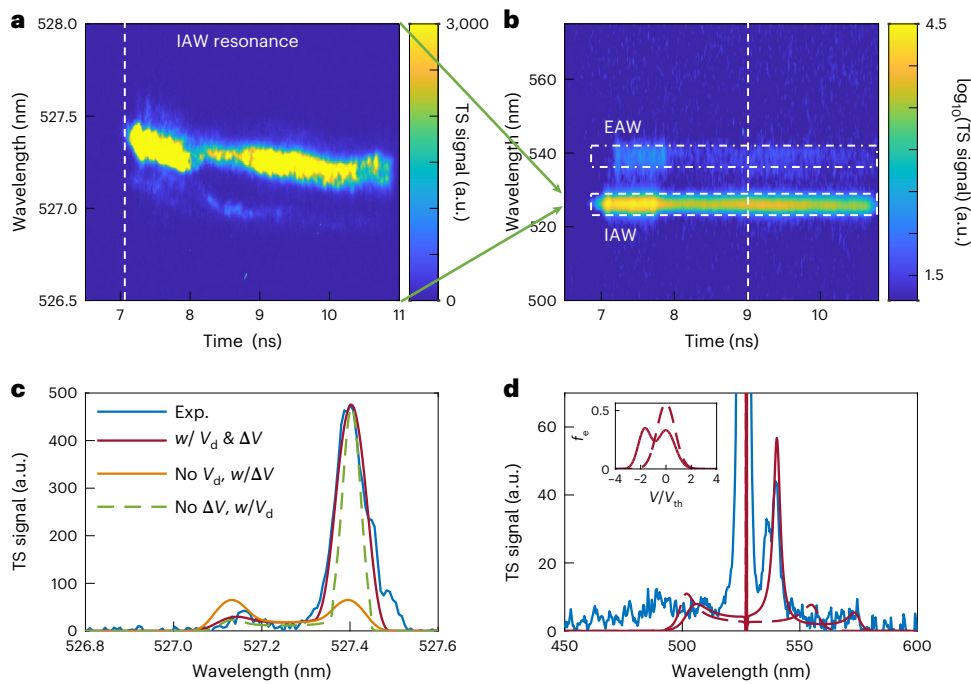 a
528.0
527.5
527.0
526.5
Wavelength (nm)
IAW resonance
7
8
9
10
11
Time (ns)
3,000
0
TS signal (a.u.)
b
560
540
520
500
Wavelength (nm)
EAW
IAW
7
8
9
10
Time (ns)
4.5
1.5
log10(TS signal) (a.u.)
c
500
400
300
200
100
0
TS signal (a.u.)
Exp.
w/ Vd & ΔV
No Vd, w/ΔV
No ΔV, w/Vd
526.8
527.0
527.2
527.4
527.6
Wavelength (nm)
d
60
40
20
0
TS signal (a.u.)
0.5
0
fe
−4
−2
0
2
4
V/Vth
450
500
550
600
Wavelength (nm)